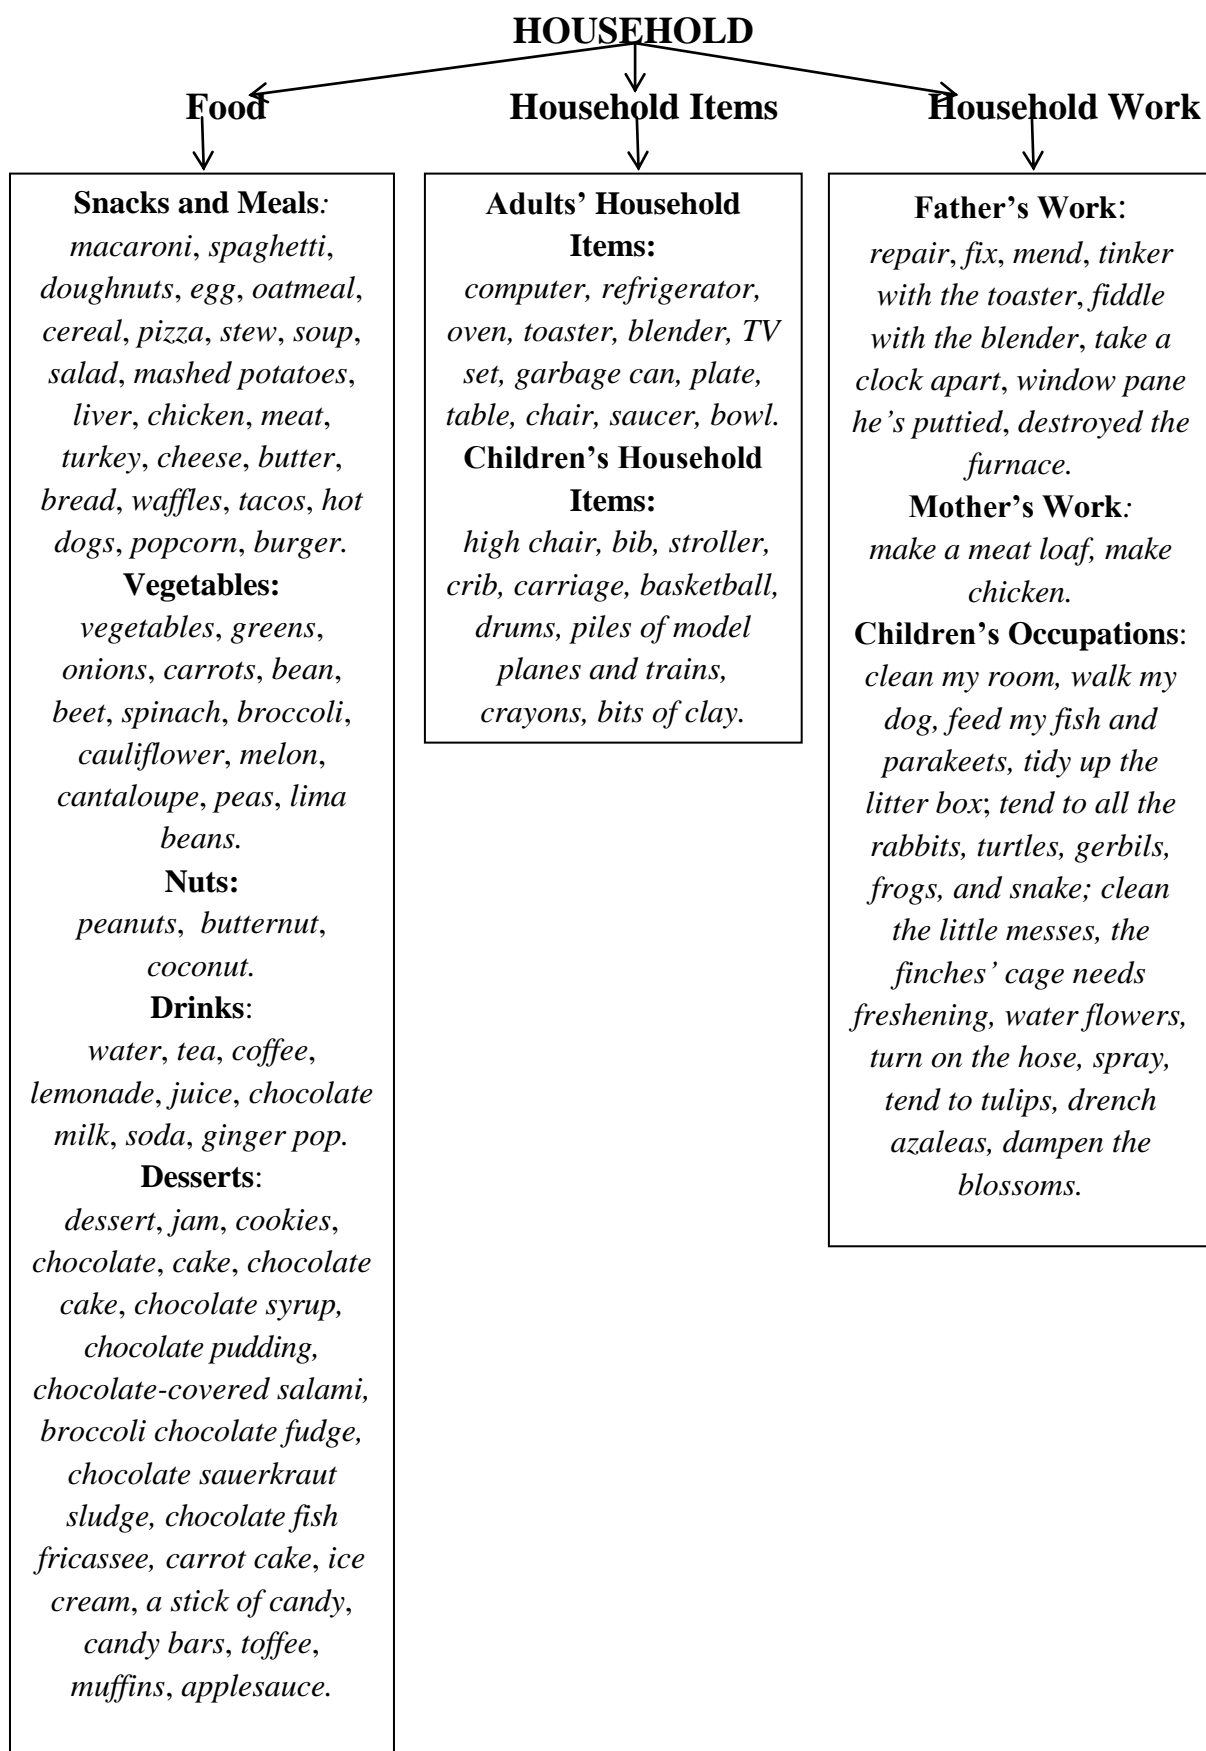 HOUSEHOLD
Food
Household Items
Household Work
Snacks and Meals:
macaroni, spaghetti,
doughnuts, egg, oatmeal,
cereal, pizza, stew, soup,
salad, mashed potatoes,
liver, chicken, meat,
turkey, cheese, butter,
bread, waffles, tacos, hot
dogs, popcorn, burger.
Vegetables:
vegetables, greens,
onions, carrots, bean,
beet, spinach, broccoli,
cauliflower, melon,
cantaloupe, peas, lima
beans.
Nuts:
peanuts, butternut,
coconut.
Drinks:
water, tea, coffee,
lemonade, juice, chocolate
milk, soda, ginger pop.
Desserts:
dessert, jam, cookies,
chocolate, cake, chocolate
cake, chocolate syrup,
chocolate pudding,
chocolate-covered salami,
broccoli chocolate fudge,
chocolate sauerkraut
sludge, chocolate fish
fricassee, carrot cake, ice
cream, a stick of candy,
candy bars, toffee,
muffins, applesauce.
Adults’ Household
Items:
computer, refrigerator,
oven, toaster, blender, TV
set, garbage can, plate,
table, chair, saucer, bowl.
Children’s Household
Items:
high chair, bib, stroller,
crib, carriage, basketball,
drums, piles of model
planes and trains,
crayons, bits of clay.
Father’s Work:
repair, fix, mend, tinker
with the toaster, fiddle
with the blender, take a
clock apart, window pane
he’s puttied, destroyed the
furnace.
Mother’s Work:
make a meat loaf, make
chicken.
Children’s Occupations:
clean my room, walk my
dog, feed my fish and
parakeets, tidy up the
litter box; tend to all the
rabbits, turtles, gerbils,
frogs, and snake; clean
the little messes, the
finches’ cage needs
freshening, water flowers,
turn on the hose, spray,
tend to tulips, drench
azaleas, dampen the
blossoms.